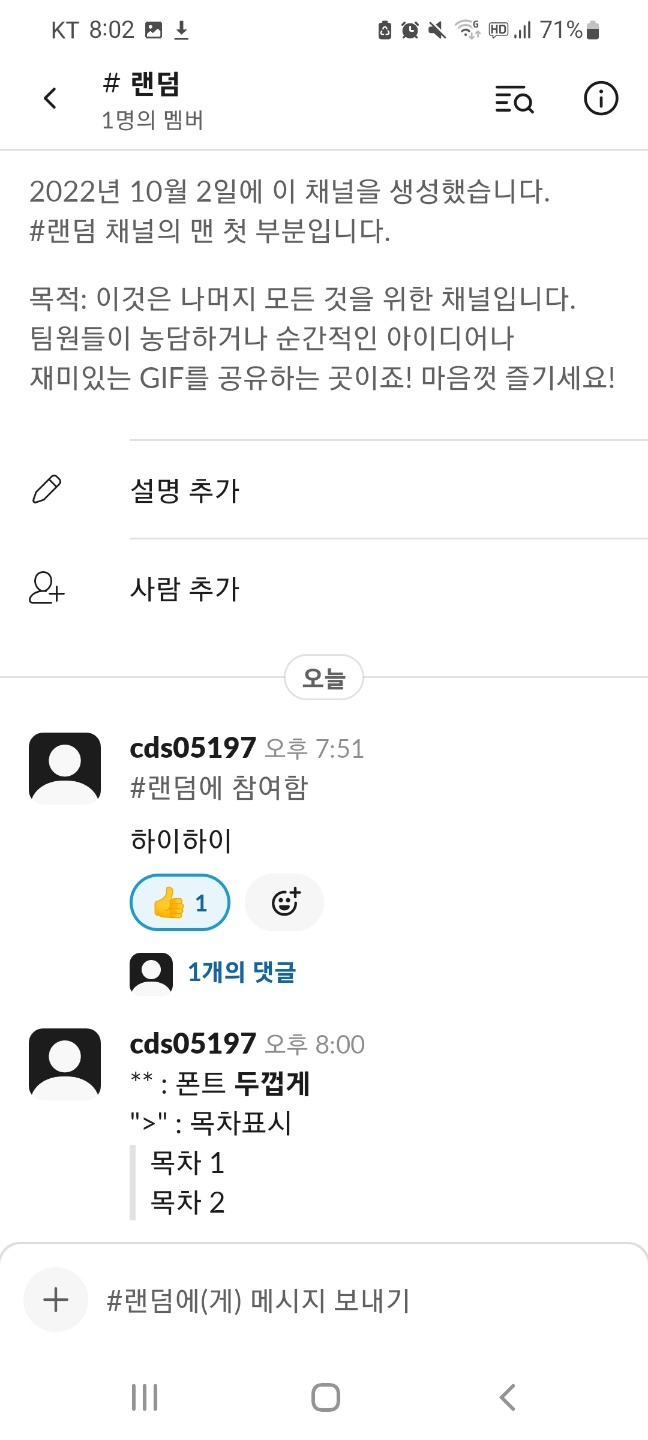 KT 8:02 HD 71%
# 랜덤
1명의 멤버
2022년 10월 2일에 이 채널을 생성했습니다.
#랜덤 채널의 맨 첫 부분입니다.
목적: 이것은 나머지 모든 것을 위한 채널입니다.
팀원들이 농담하거나 순간적인 아이디어나
재미있는 GIF를 공유하는 곳이죠! 마음껏 즐기세요!
설명 추가
사람 추가
오늘
cds05197 오후 7:51
#랜덤에 참여함
하이하이
👍 1
1개의 댓글
cds05197 오후 8:00
** : 폰트 두껍게
">" : 목차표시
목차 1
목차 2
#랜덤에(게) 메시지 보내기